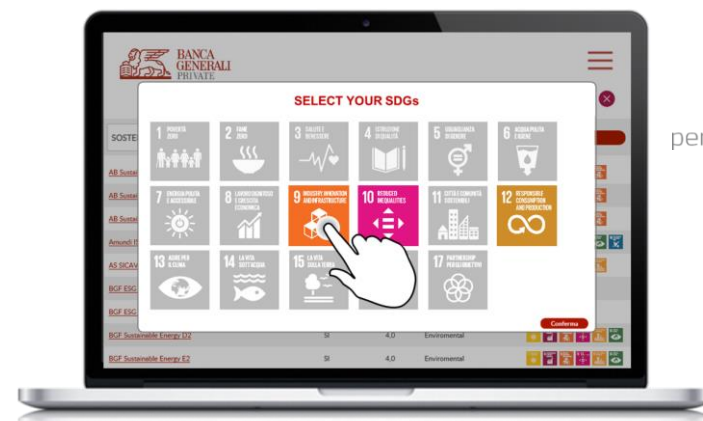 BANCA
GENERALI
PRIVATE
SELECT YOUR SDGs
SOSTE
per
1 POVERTÀ
ZERO
2 FAME
ZERO
3 SALUTE E
BENESSERE
4 ISTRUZIONE
DI QUALITÀ
5 UGUAGLIANZA
DI GENERE
6 ACQUA PULITA
E IGIENE
AB Sustai
AB Sustai
AB Sustai
7 ENERGIA PULITA
E ACCESSIBILE
8 LAVORO DIGNITOSO
E CRESCITA
ECONOMICA
9 INDUSTRY, INNOVATION
AND INFRASTRUCTURE
10 REDUCED
INEQUALITIES
11 CITTÀ E COMUNITÀ
SOSTENIBILI
12 RESPONSIBLE
CONSUMPTION
AND PRODUCTION
Amundi IS
AS SICAV
13 AGIRE PER
IL CLIMA
14 LA VITA
SOTT'ACQUA
15 LA VITA
SULLA TERRA
17 PARTNERSHIP
PER GLI OBIETTIVI
BGF ESG
BGF ESG
Conferma
BGF Sustainable Energy D2 SI 4,0 Enviromental
BGF Sustainable Energy E2 SI 4,0 Enviromental